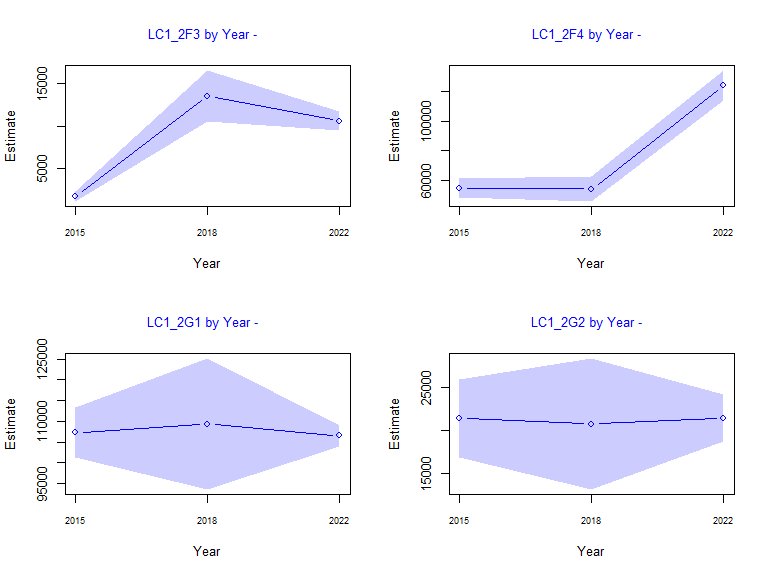 LC1_2F3 by Year -
Estimate
15000
5000
2015
2018
2022
Year
LC1_2F4 by Year -
Estimate
100000
60000
2015
2018
2022
Year
LC1_2G1 by Year -
Estimate
125000
110000
95000
2015
2018
2022
Year
LC1_2G2 by Year -
Estimate
25000
15000
2015
2018
2022
Year